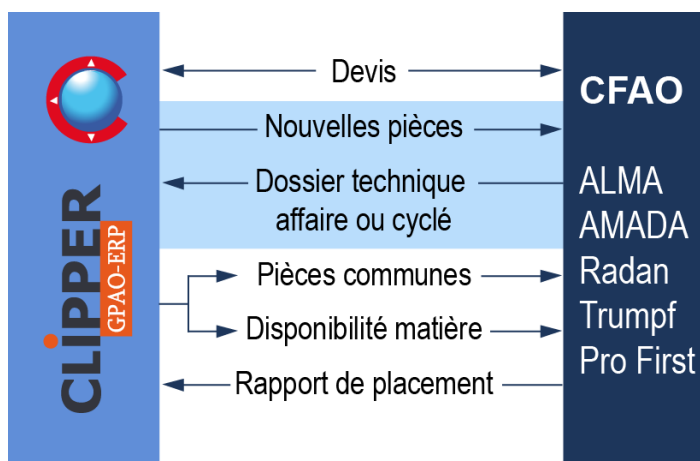 CLiPPER
GPAO-ERP
Devis
Nouvelles pièces
Dossier technique
affaire ou cyclé
Pièces communes
Disponibilité matière
Rapport de placement
CFAO
ALMA
AMADA
Radan
Trumpf
Pro First